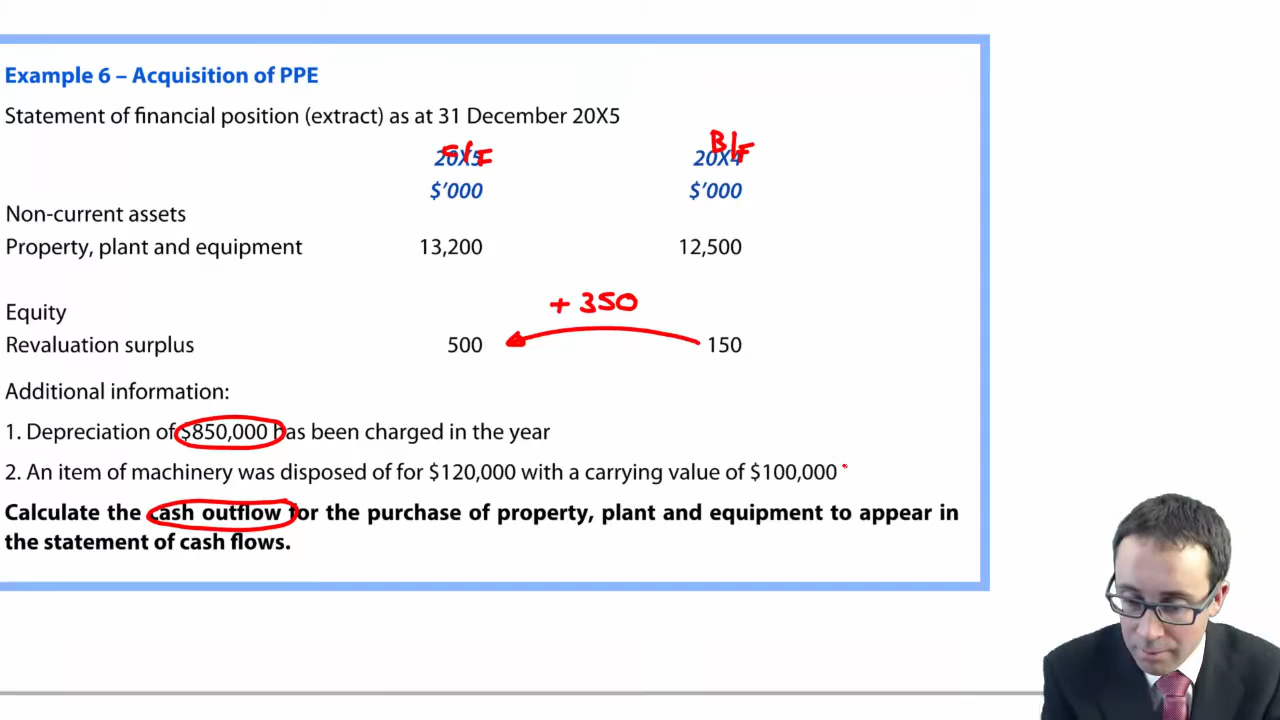 Example 6 – Acquisition of PPE
Statement of financial position (extract) as at 31 December 20X5
C/F B/F
20X5 20X4
$'000 $'000
Non-current assets
Property, plant and equipment 13,200 12,500
+ 350
Equity
Revaluation surplus 500 150
Additional information:
1. Depreciation of $850,000 has been charged in the year
2. An item of machinery was disposed of for $120,000 with a carrying value of $100,000
Calculate the cash outflow for the purchase of property, plant and equipment to appear in
the statement of cash flows.